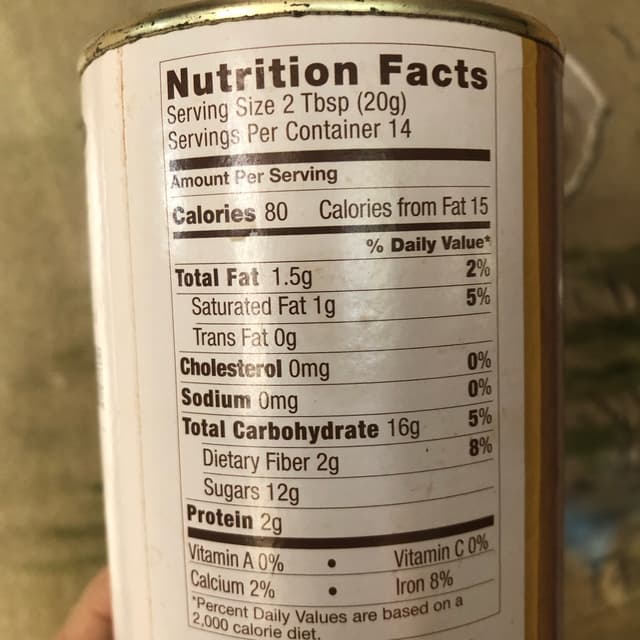 Nutrition Facts
Serving Size 2 Tbsp (20g)
Servings Per Container 14
Amount Per Serving
Calories 80 Calories from Fat 15
% Daily Value*
Total Fat 1.5g 2%
Saturated Fat 1g 5%
Trans Fat 0g
Cholesterol 0mg 0%
Sodium 0mg 0%
Total Carbohydrate 16g 5%
Dietary Fiber 2g 8%
Sugars 12g
Protein 2g
Vitamin A 0% • Vitamin C 0%
Calcium 2% • Iron 8%
*Percent Daily Values are based on a
2,000 calorie diet.